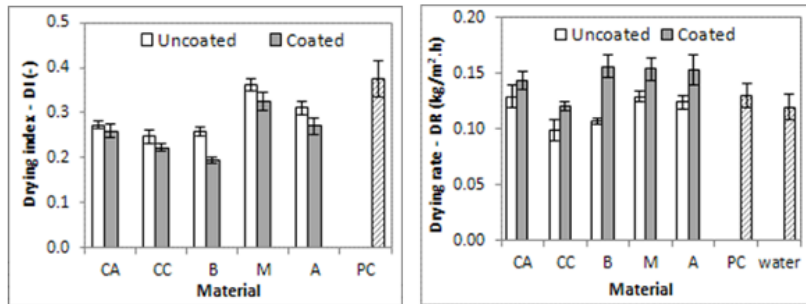 Drying index - DI (-)
0.5
0.4
0.3
0.2
0.1
0.0
Uncoated Coated
CA CC B M A PC
Material
Drying rate - DR (kg/m².h)
0.20
0.15
0.10
0.05
0.00
Uncoated Coated
CA CC B M A PC water
Material